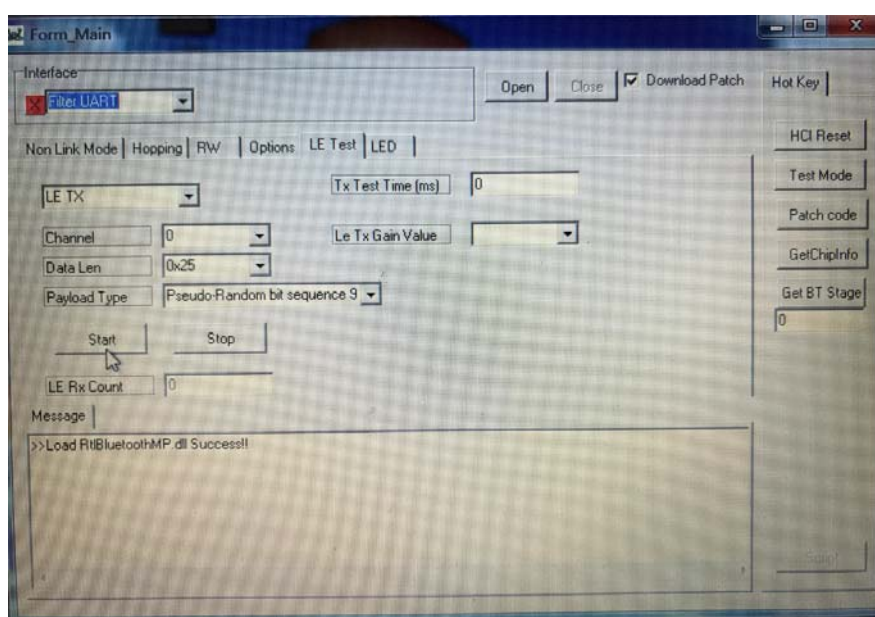 Form_Main
Interface
Filter UART
Open
Close
Download Patch
Hot Key
Non Link Mode
Hopping
RW
Options
LE Test
LED
HCI Reset
LE TX
Tx Test Time (ms)
0
Test Mode
Channel
0
Le Tx Gain Value
Patch code
Data Len
0x25
GetChipInfo
Payload Type
Pseudo-Random bit sequence 9
Get BT Stage
0
Start
Stop
LE Rx Count
0
Message
>>Load RtlBluetoothMP.dll Success!!
Script